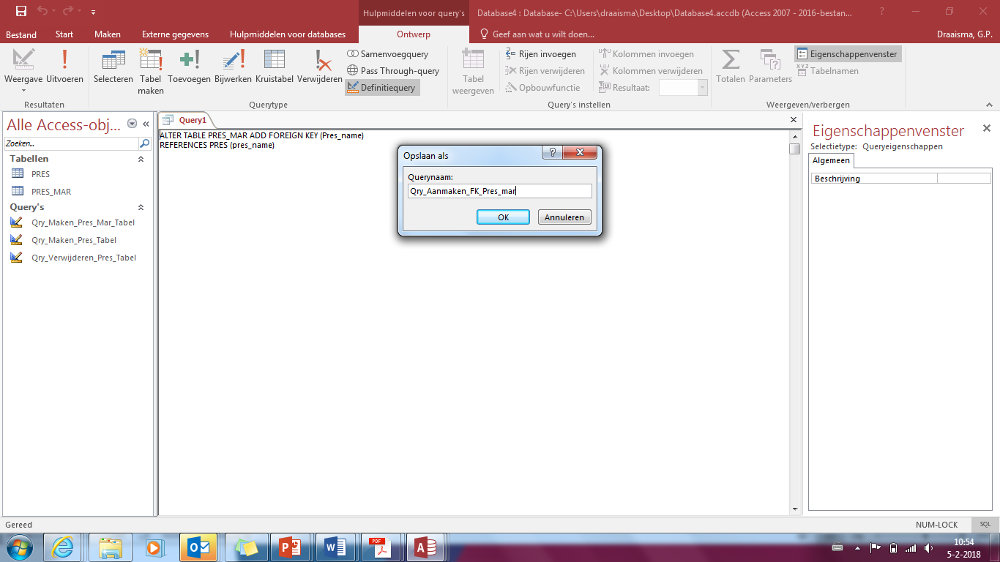 Hulpmiddelen voor query's
Database4 : Database- C:\Users\draaisma\Desktop\Database4.accdb (Access 2007 - 2016-bestan...
?
Bestand Start Maken Externe gegevens Hulpmiddelen voor databases Ontwerp Geef aan wat u wilt doen... Draaisma, G.P.
Weergave Uitvoeren
Resultaten
Selecteren Tabel maken Toevoegen Bijwerken Kruistabel Verwijderen
Samenvoegquery
Pass Through-query
Definitiequery
Querytype
Tabel weergeven
Rijen invoegen
Rijen verwijderen
Opbouwfunctie
Kolommen invoegen
Kolommen verwijderen
Resultaat:
Query's instellen
Totalen Parameters
Eigenschappenvenster
XYZ Tabelnamen
Weergeven/verbergen
Alle Access-obj...
Zoeken...
Tabellen
PRES
PRES_MAR
Query's
Qry_Maken_Pres_Mar_Tabel
Qry_Maken_Pres_Tabel
Qry_Verwijderen_Pres_Tabel
Query1
ALTER TABLE PRES_MAR ADD FOREIGN KEY (Pres_name)
REFERENCES PRES (pres_name)
Opslaan als
?
Querynaam:
Qry_Aanmaken_FK_Pres_mar
OK Annuleren
Eigenschappenvenster
Selectietype: Queryeigenschappen
Algemeen
Beschrijving
Gereed
NUM-LOCK SQL
10:54
5-2-2018